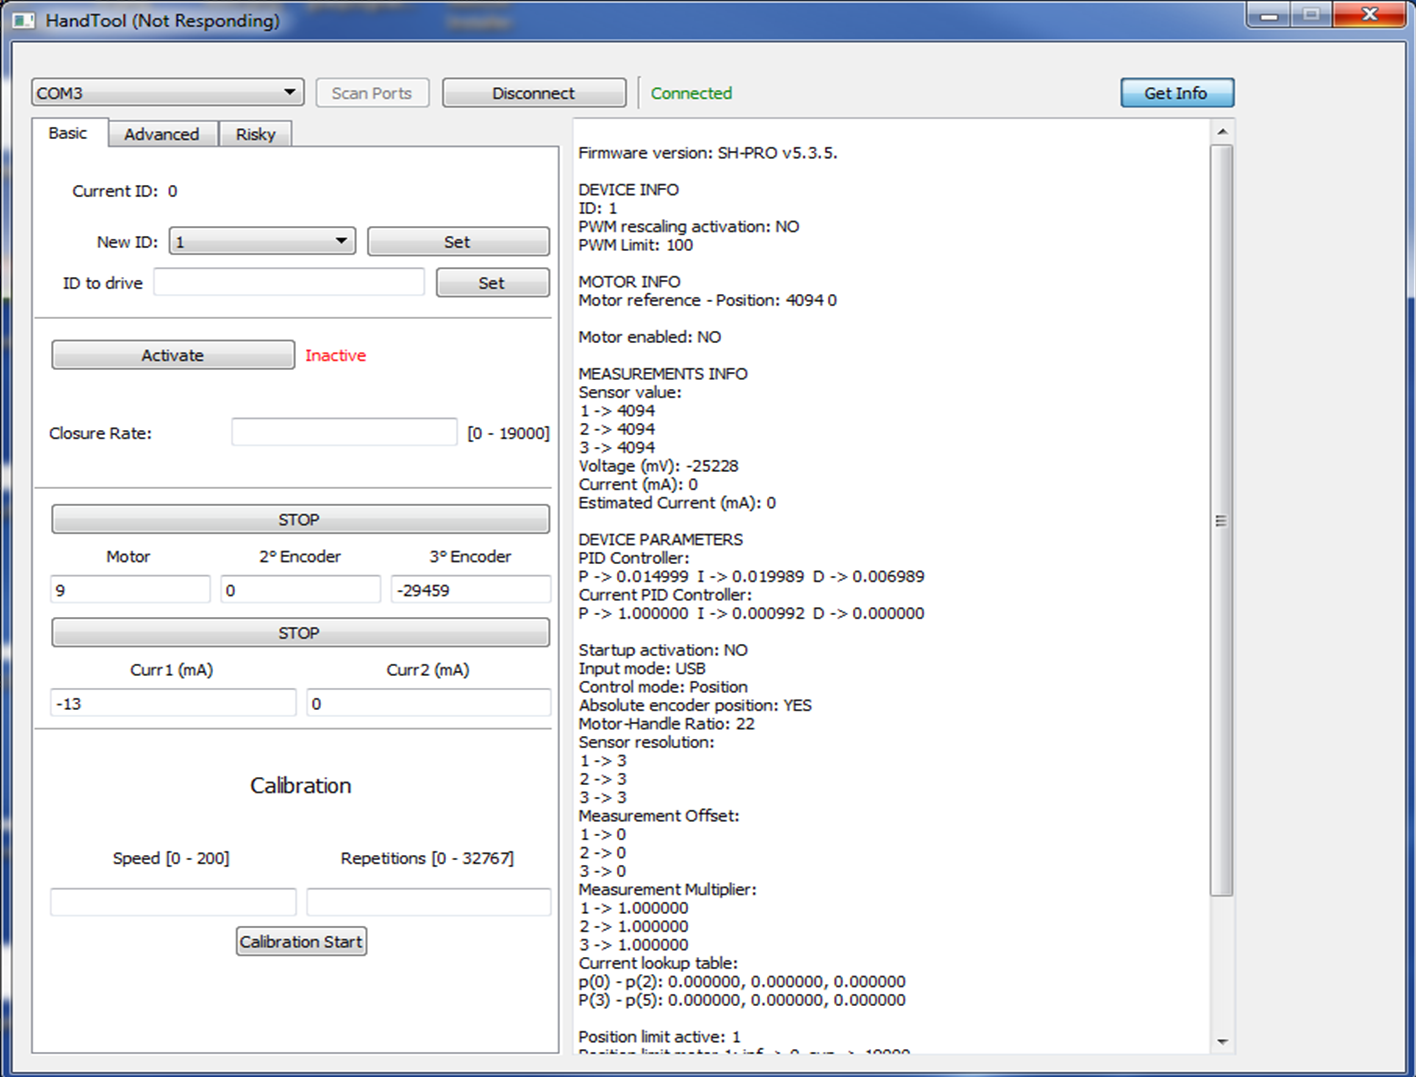 HandTool (Not Responding)
COM3
Scan Ports
Disconnect
Connected
Get Info
Basic
Advanced
Risky
Current ID: 0
New ID: 1
Set
ID to drive
Set
Activate
Inactive
Closure Rate:
[0 - 19000]
STOP
Motor
2° Encoder
3° Encoder
9
0
-29459
STOP
Curr1 (mA)
Curr2 (mA)
-13
0
Calibration
Speed [0 - 200]
Repetitions [0 - 32767]
Calibration Start
Firmware version: SH-PRO v5.3.5.
DEVICE INFO
ID: 1
PWM rescaling activation: NO
PWM Limit: 100
MOTOR INFO
Motor reference - Position: 4094 0
Motor enabled: NO
MEASUREMENTS INFO
Sensor value:
1 -> 4094
2 -> 4094
3 -> 4094
Voltage (mV): -25228
Current (mA): 0
Estimated Current (mA): 0
DEVICE PARAMETERS
PID Controller:
P -> 0.014999 I -> 0.019989 D -> 0.006989
Current PID Controller:
P -> 1.000000 I -> 0.000992 D -> 0.000000
Startup activation: NO
Input mode: USB
Control mode: Position
Absolute encoder position: YES
Motor-Handle Ratio: 22
Sensor resolution:
1 -> 3
2 -> 3
3 -> 3
Measurement Offset:
1 -> 0
2 -> 0
3 -> 0
Measurement Multiplier:
1 -> 1.000000
2 -> 1.000000
3 -> 1.000000
Current lookup table:
p(0) - p(2): 0.000000, 0.000000, 0.000000
P(3) - p(5): 0.000000, 0.000000, 0.000000
Position limit active: 1